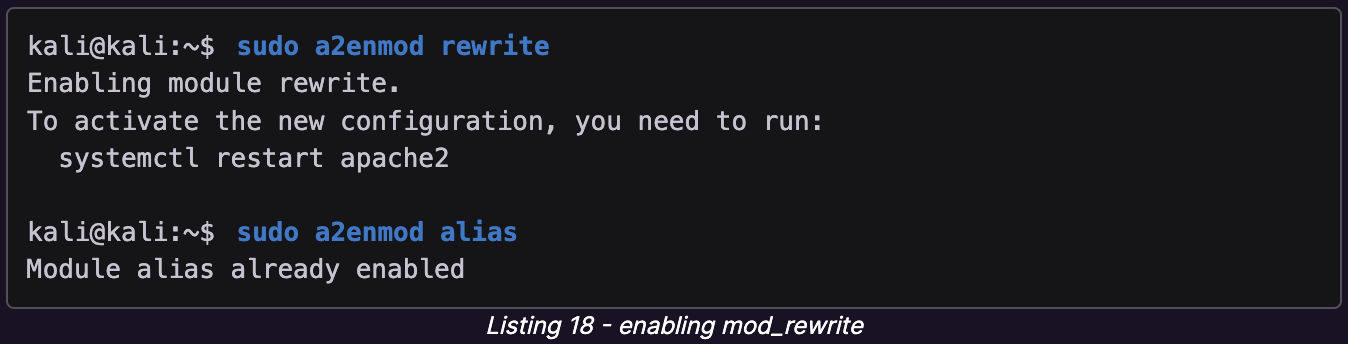 kali@kali:~$ sudo a2enmod rewrite
Enabling module rewrite.
To activate the new configuration, you need to run:
  systemctl restart apache2

kali@kali:~$ sudo a2enmod alias
Module alias already enabled
Listing 18 - enabling mod_rewrite